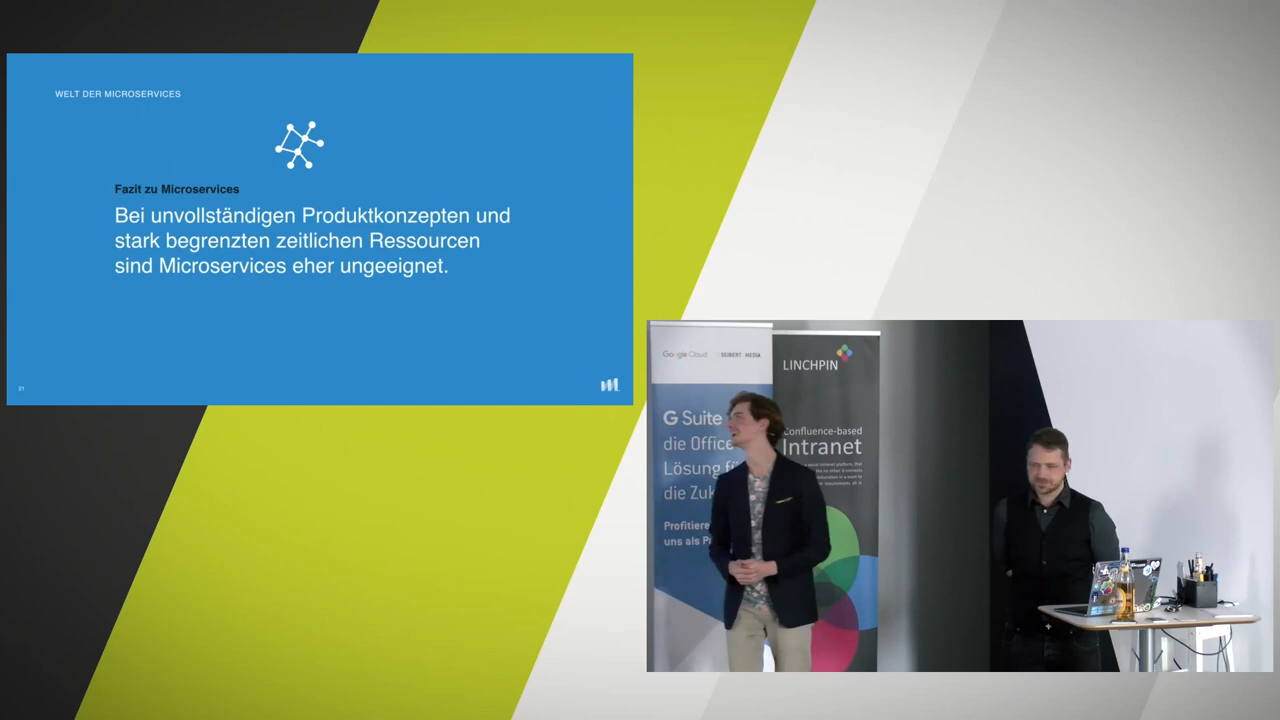 WELT DER MICROSERVICES
Fazit zu Microservices
Bei unvollständigen Produktkonzepten und
stark begrenzten zeitlichen Ressourcen
sind Microservices eher ungeeignet.
21
Google Cloud
SEIBERT MEDIA
G Suite
die Office
Lösung fü
die Zuk
Profitiere
uns als P
LINCHPIN
Confluence-based
Intranet